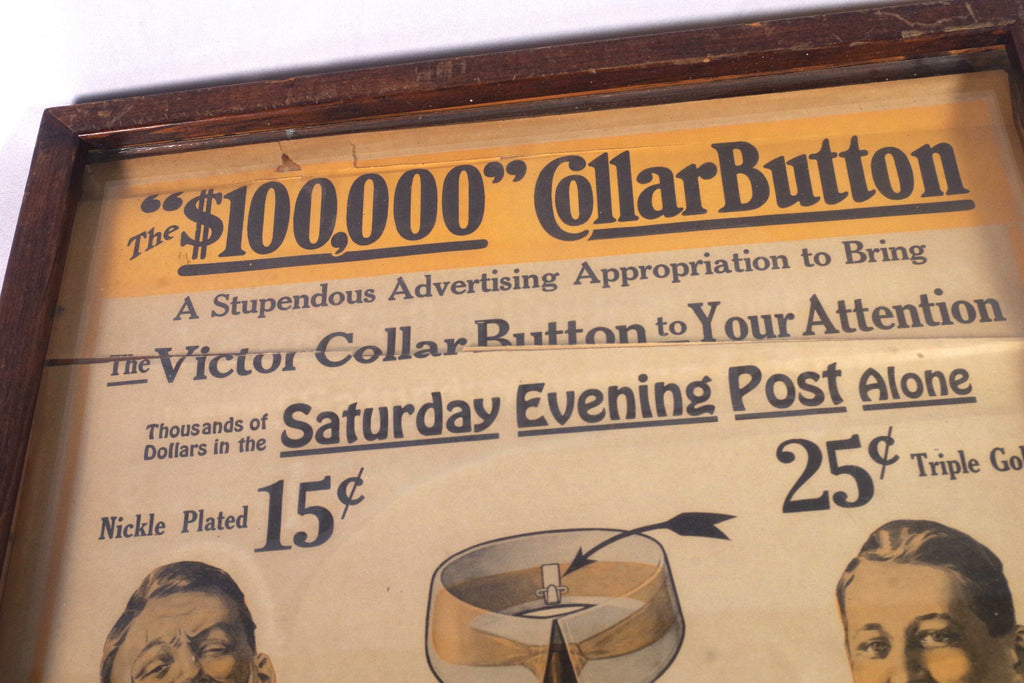 The "$100,000" Collar Button
A Stupendous Advertising Appropriation to Bring
The Victor Collar Button to Your Attention
Thousands of
Dollars in the
Saturday Evening Post Alone
Nickle Plated 15¢
25¢ Triple Gol